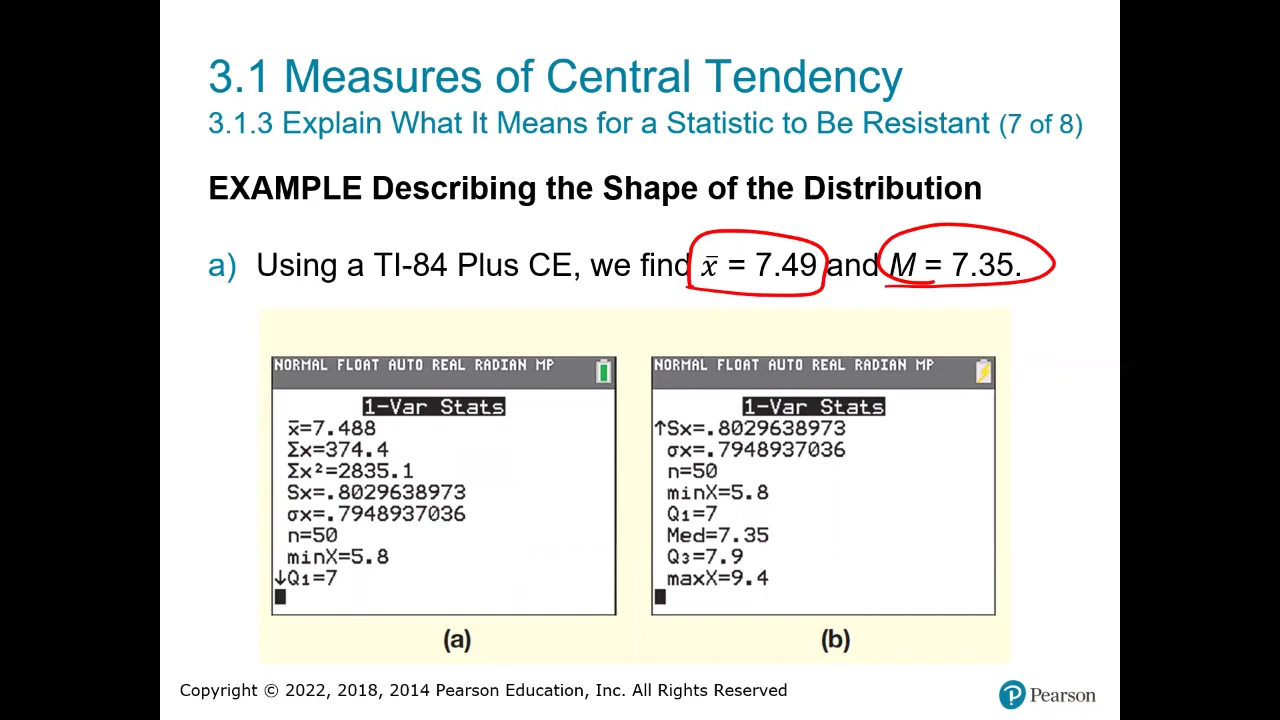 3.1 Measures of Central Tendency
3.1.3 Explain What It Means for a Statistic to Be Resistant (7 of 8)
EXAMPLE Describing the Shape of the Distribution
a) Using a TI-84 Plus CE, we find x̄ = 7.49 and M = 7.35.
NORMAL FLOAT AUTO REAL RADIAN MP
1-Var Stats
x̄=7.488
Σx=374.4
Σx²=2835.1
Sx=.8029638973
σx=.7948937036
n=50
minX=5.8
↓Q₁=7
(a)
NORMAL FLOAT AUTO REAL RADIAN MP
1-Var Stats
↑Sx=.8029638973
σx=.7948937036
n=50
minX=5.8
Q₁=7
Med=7.35
Q₃=7.9
maxX=9.4
(b)
Copyright © 2022, 2018, 2014 Pearson Education, Inc. All Rights Reserved
P Pearson